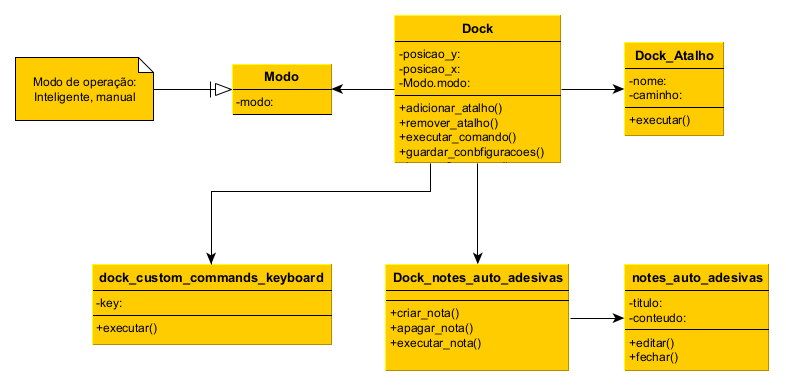 Modo de operação:
Inteligente, manual
Modo
-modo:
Dock
-posicao_y:
-posicao_x:
-Modo.modo:
+adicionar_atalho()
+remover_atalho()
+executar_comando()
+guardar_conbfiguracoes()
Dock_Atalho
-nome:
-caminho:
+executar()
dock_custom_commands_keyboard
-key:
+executar()
Dock_notes_auto_adesivas
+criar_nota()
+apagar_nota()
+executar_nota()
notes_auto_adesivas
-titulo:
-conteudo:
+editar()
+fechar()